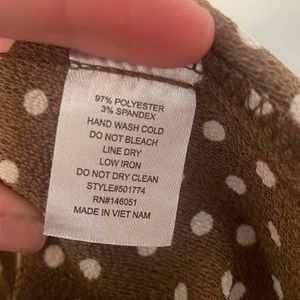 97% POLYESTER
3% SPANDEX
HAND WASH COLD
DO NOT BLEACH
LINE DRY
LOW IRON
DO NOT DRY CLEAN
STYLE#501774
RN#146051
MADE IN VIET NAM